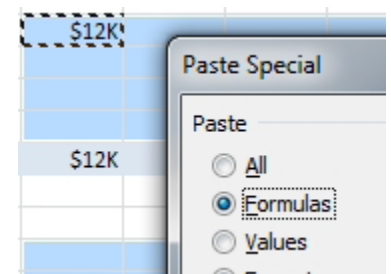 $12K
Paste Special
Paste
All
$12K
Formulas
Values